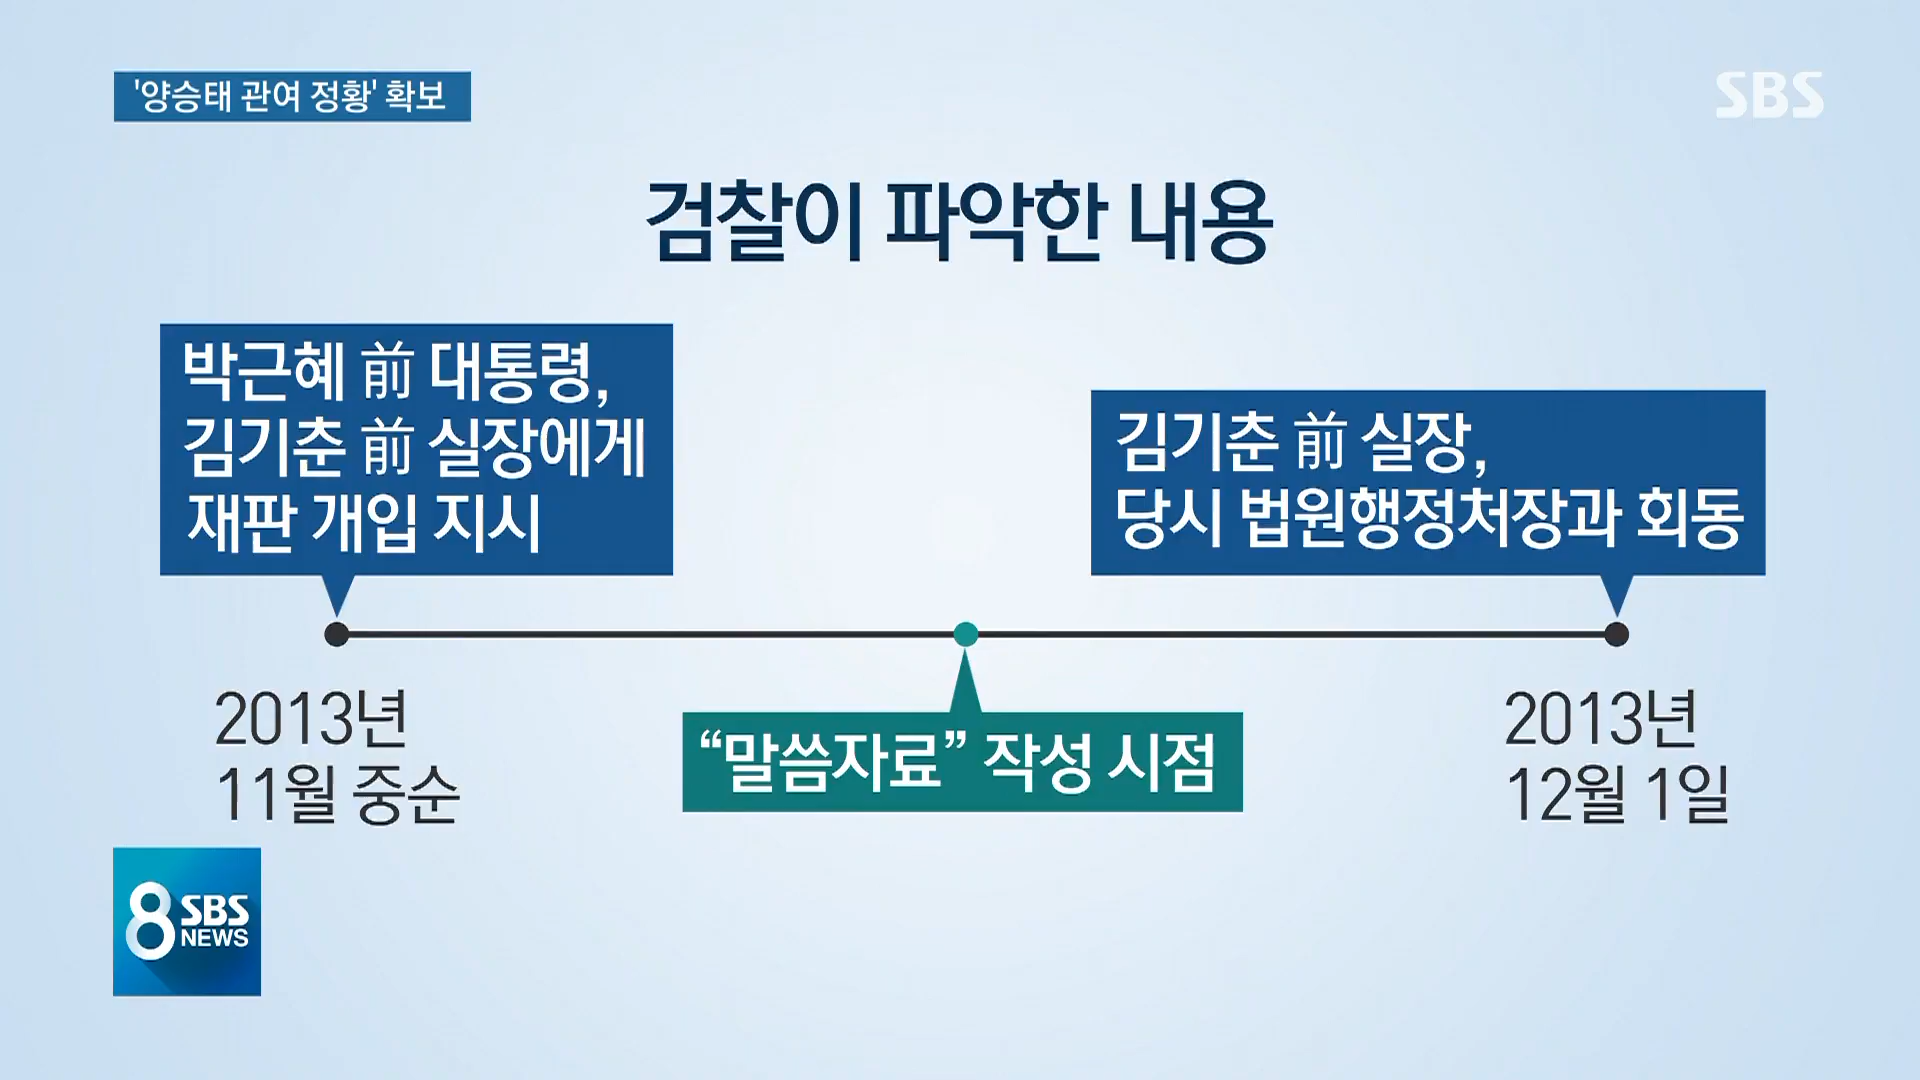 '양승태 관여 정황' 확보
SBS
검찰이 파악한 내용
박근혜 前 대통령,
김기춘 前 실장에게
재판 개입 지시
김기춘 前 실장,
당시 법원행정처장과 회동
2013년
11월 중순
“말씀자료” 작성 시점
2013년
12월 1일
8 SBS
NEWS